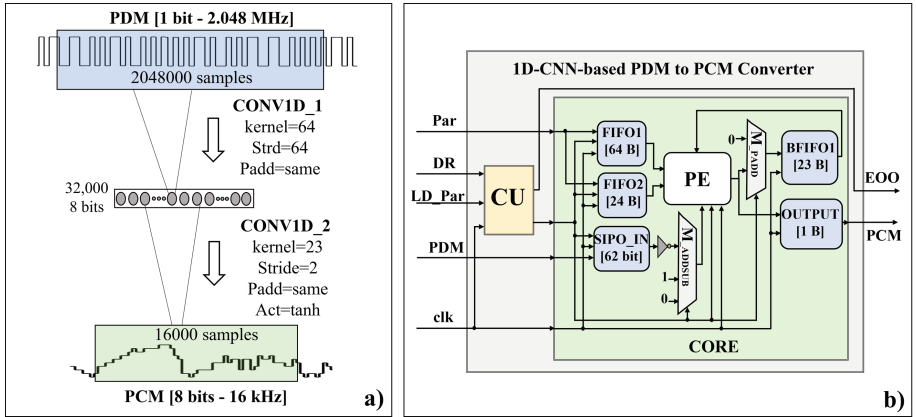 PDM [1 bit - 2.048 MHz]
2048000 samples
CONV1D_1
kernel=64
Strd=64
Padd=same
32,000
8 bits
CONV1D_2
kernel=23
Stride=2
Padd=same
Act=tanh
16000 samples
PCM [8 bits - 16 kHz]
a)
1D-CNN-based PDM to PCM Converter
Par
DR
LD_Par
PDM
clk
CU
FIFO1
[64 B]
FIFO2
[24 B]
SIPO_IN
[62 bit]
M_ADDSUB
1
0
PE
0
M_PADD
BFIFO1
[23 B]
OUTPUT
[1 B]
CORE
EOO
PCM
b)